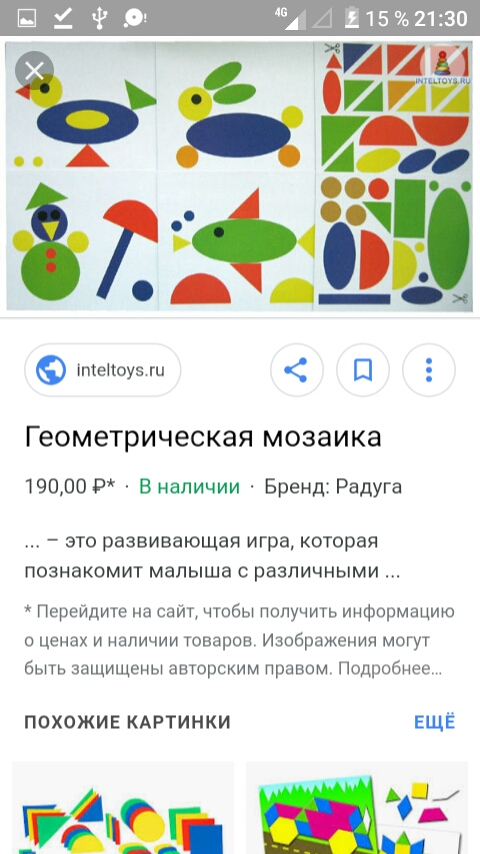 4G 15 % 21:30
INTELTOYS.RU
inteltoys.ru
Геометрическая мозаика
190,00 ₽* · В наличии · Бренд: Радуга
... – это развивающая игра, которая
познакомит малыша с различными ...
* Перейдите на сайт, чтобы получить информацию
о ценах и наличии товаров. Изображения могут
быть защищены авторским правом. Подробнее…
ПОХОЖИЕ КАРТИНКИ ЕЩЁ